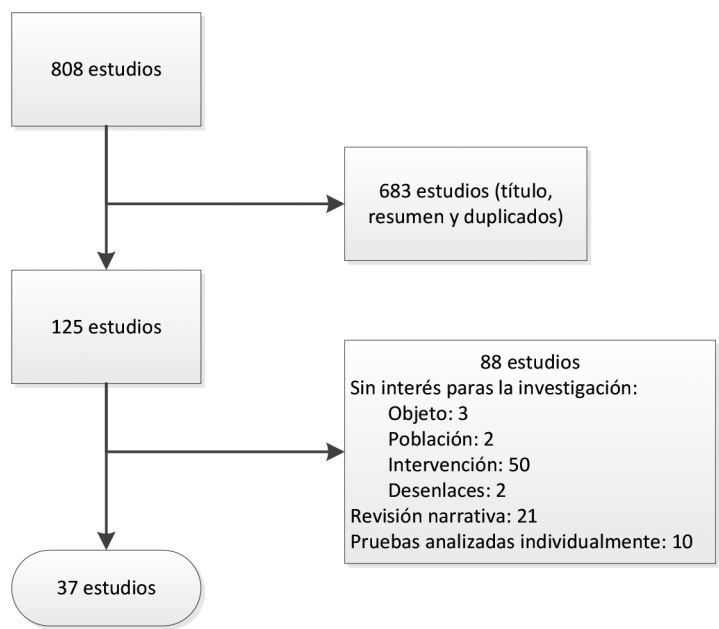 808 estudios
683 estudios (título,
resumen y duplicados)
125 estudios
88 estudios
Sin interés paras la investigación:
Objeto: 3
Población: 2
Intervención: 50
Desenlaces: 2
Revisión narrativa: 21
Pruebas analizadas individualmente: 10
37 estudios